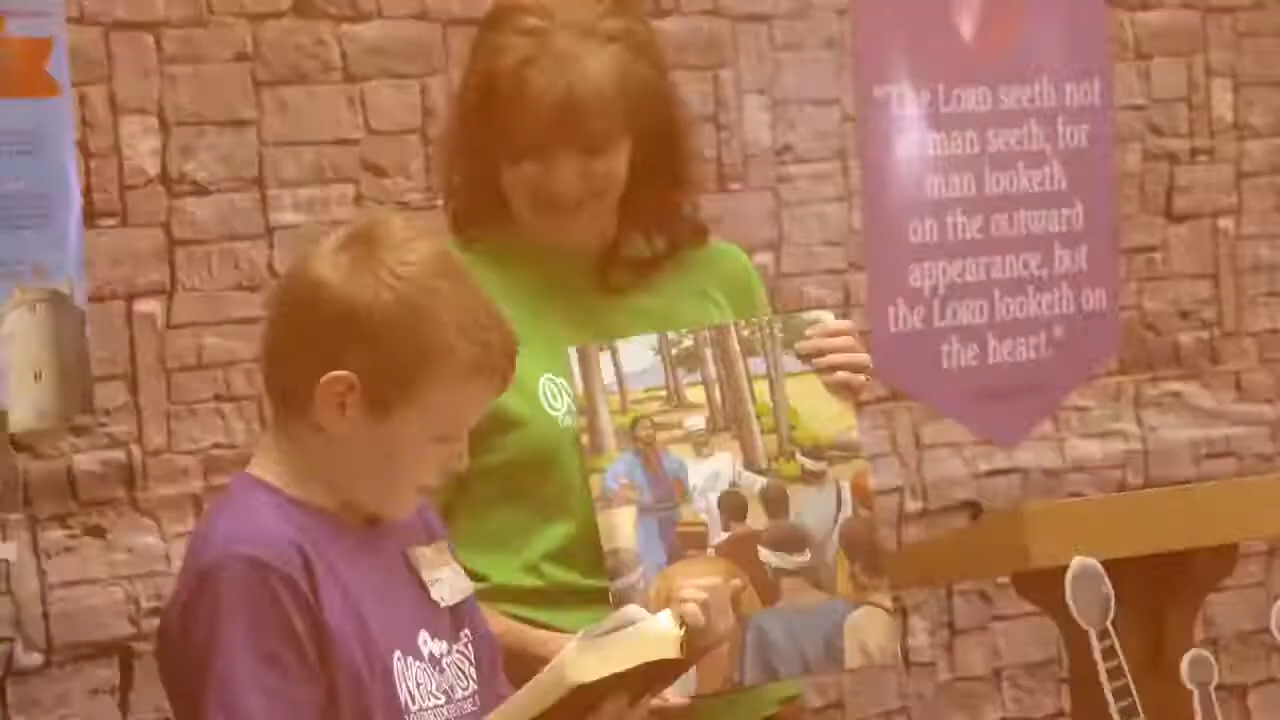 "The LORD seeth not
man seeth; for
man looketh
on the outward
appearance, but
the LORD looketh on
the heart."